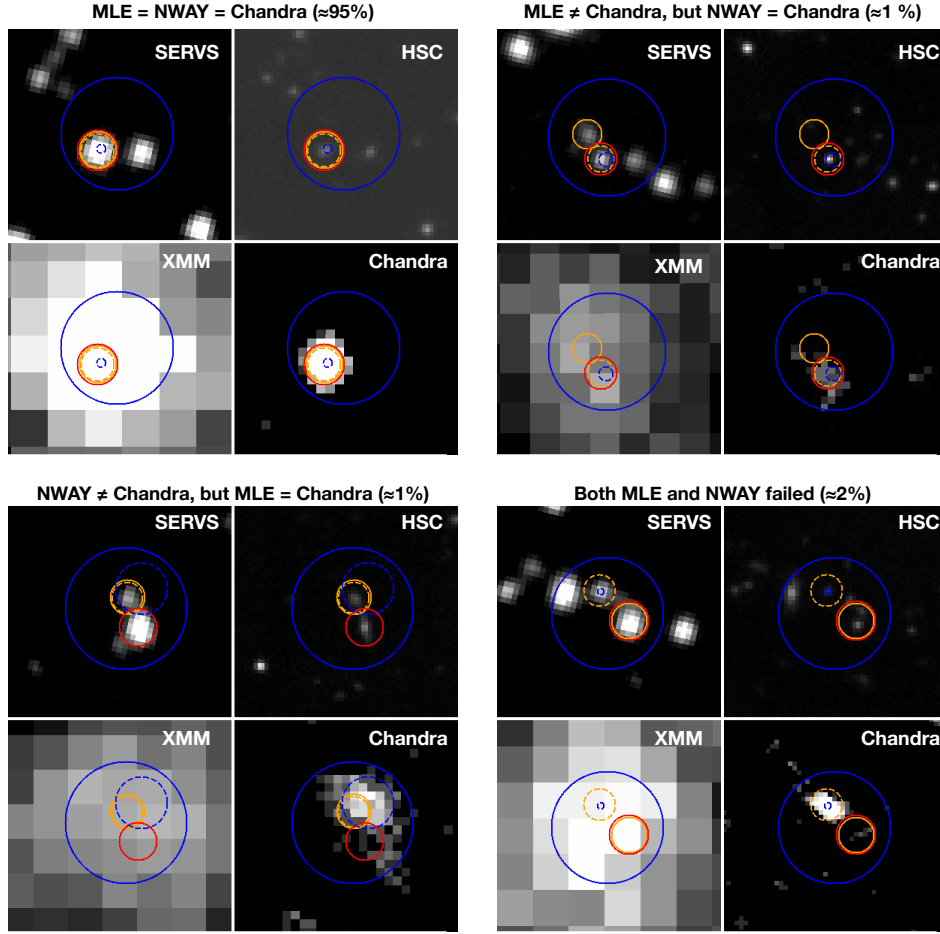 MLE = NWAY = Chandra (≈95%)
SERVS
HSC
XMM
Chandra
MLE ≠ Chandra, but NWAY = Chandra (≈1 %)
SERVS
HSC
XMM
Chandra
NWAY ≠ Chandra, but MLE = Chandra (≈1%)
SERVS
HSC
XMM
Chandra
Both MLE and NWAY failed (≈2%)
SERVS
HSC
XMM
Chandra